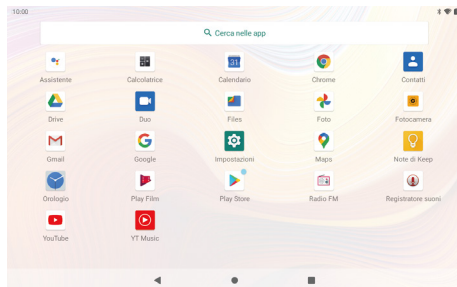 10:00
Cerca nelle app
Assistente Calcolatrice Calendario Chrome Contatti
31
Drive Duo Files Foto Fotocamera
Gmail Google Impostazioni Maps Note di Keep
Orologio Play Film Play Store Radio FM Registratore suoni
YouTube YT Music